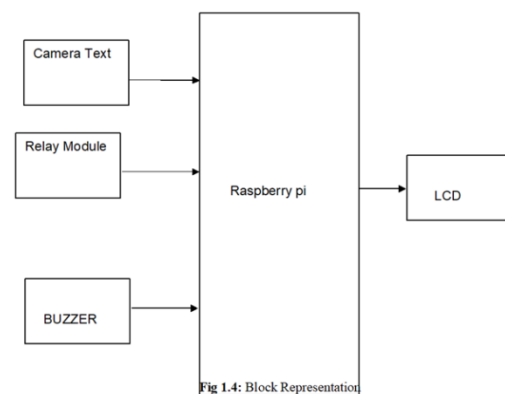 Camera Text
Relay Module
Raspberry pi
LCD
BUZZER
Fig 1.4: Block Representation